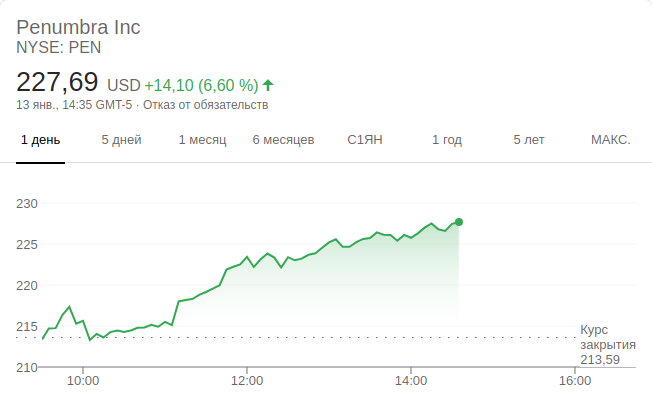 Penumbra Inc
NYSE: PEN
227,69 USD +14,10 (6,60 %)
13 янв., 14:35 GMT-5 · Отказ от обязательств
1 день 5 дней 1 месяц 6 месяцев С1ЯН 1 год 5 лет МАКС.
230
225
220
215
210
Курс
закрытия
213,59
10:00 12:00 14:00 16:00